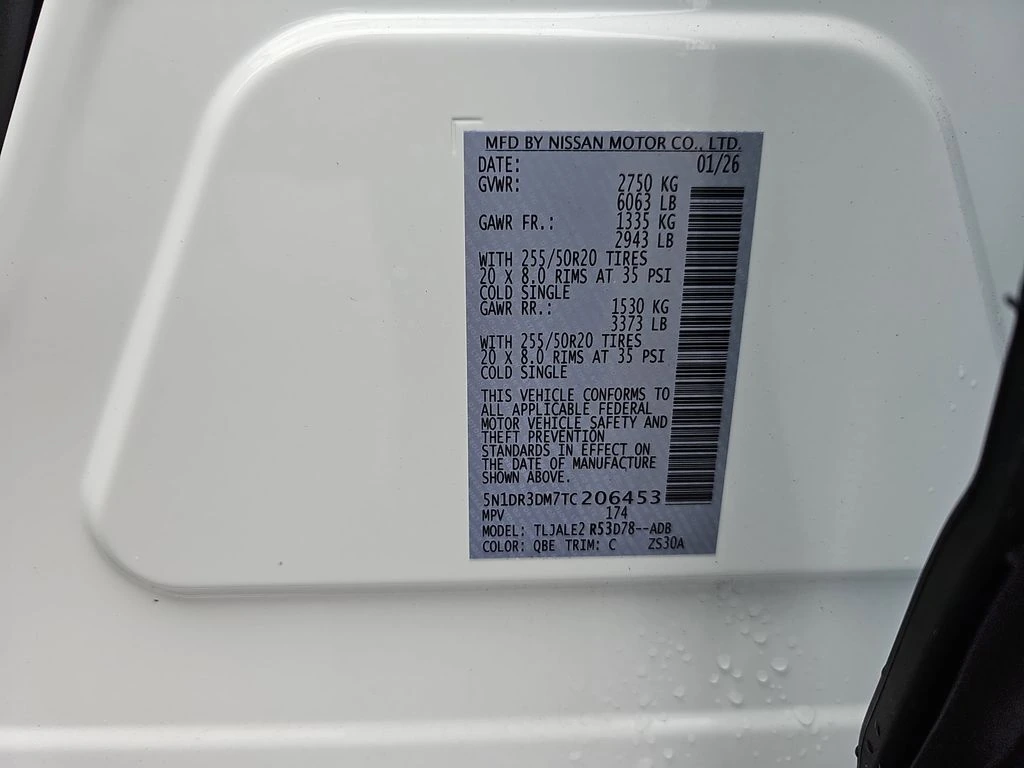 MFD BY NISSAN MOTOR CO., LTD.
DATE: 01/26
GVWR: 2750 KG
6063 LB
GAWR FR.: 1335 KG
2943 LB
WITH 255/50R20 TIRES
20 X 8.0 RIMS AT 35 PSI
COLD SINGLE
GAWR RR.: 1530 KG
3373 LB
WITH 255/50R20 TIRES
20 X 8.0 RIMS AT 35 PSI
COLD SINGLE
THIS VEHICLE CONFORMS TO
ALL APPLICABLE FEDERAL
MOTOR VEHICLE SAFETY AND
THEFT PREVENTION
STANDARDS IN EFFECT ON
THE DATE OF MANUFACTURE
SHOWN ABOVE.
5N1DR3DM7TC206453
MPV 174
MODEL: TLJALE2 R53D78--ADB
COLOR: QBE TRIM: C ZS30A